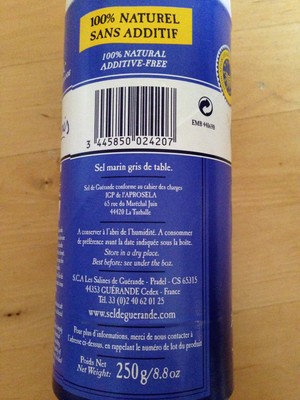 100% NATUREL
SANS ADDITIF
100% NATURAL
ADDITIVE-FREE
3 445850 024207
Sel marin gris de table.
Sel de Guérande conforme au cahier des charges
IGP de l'APROSELA
65 rue du Maréchal Juin
44420 La Turballe
A conserver à l'abri de l'humidité. A consommer
de préférence avant la date indiquée sous la boîte.
Store in a dry place.
Best before: see under the box.
S.C.A Les Salines de Guérande - Pradel - CS 65315
44353 GUÉRANDE Cedex - France
Tel. 33 (0)2 40 62 01 25
www.seldeguerande.com
Pour plus d'informations, merci de nous contacter à
l'adresse ci-dessus, en rappelant le numéro de lot du produit
Poids Net
Net Weight: 250g/8.8oz